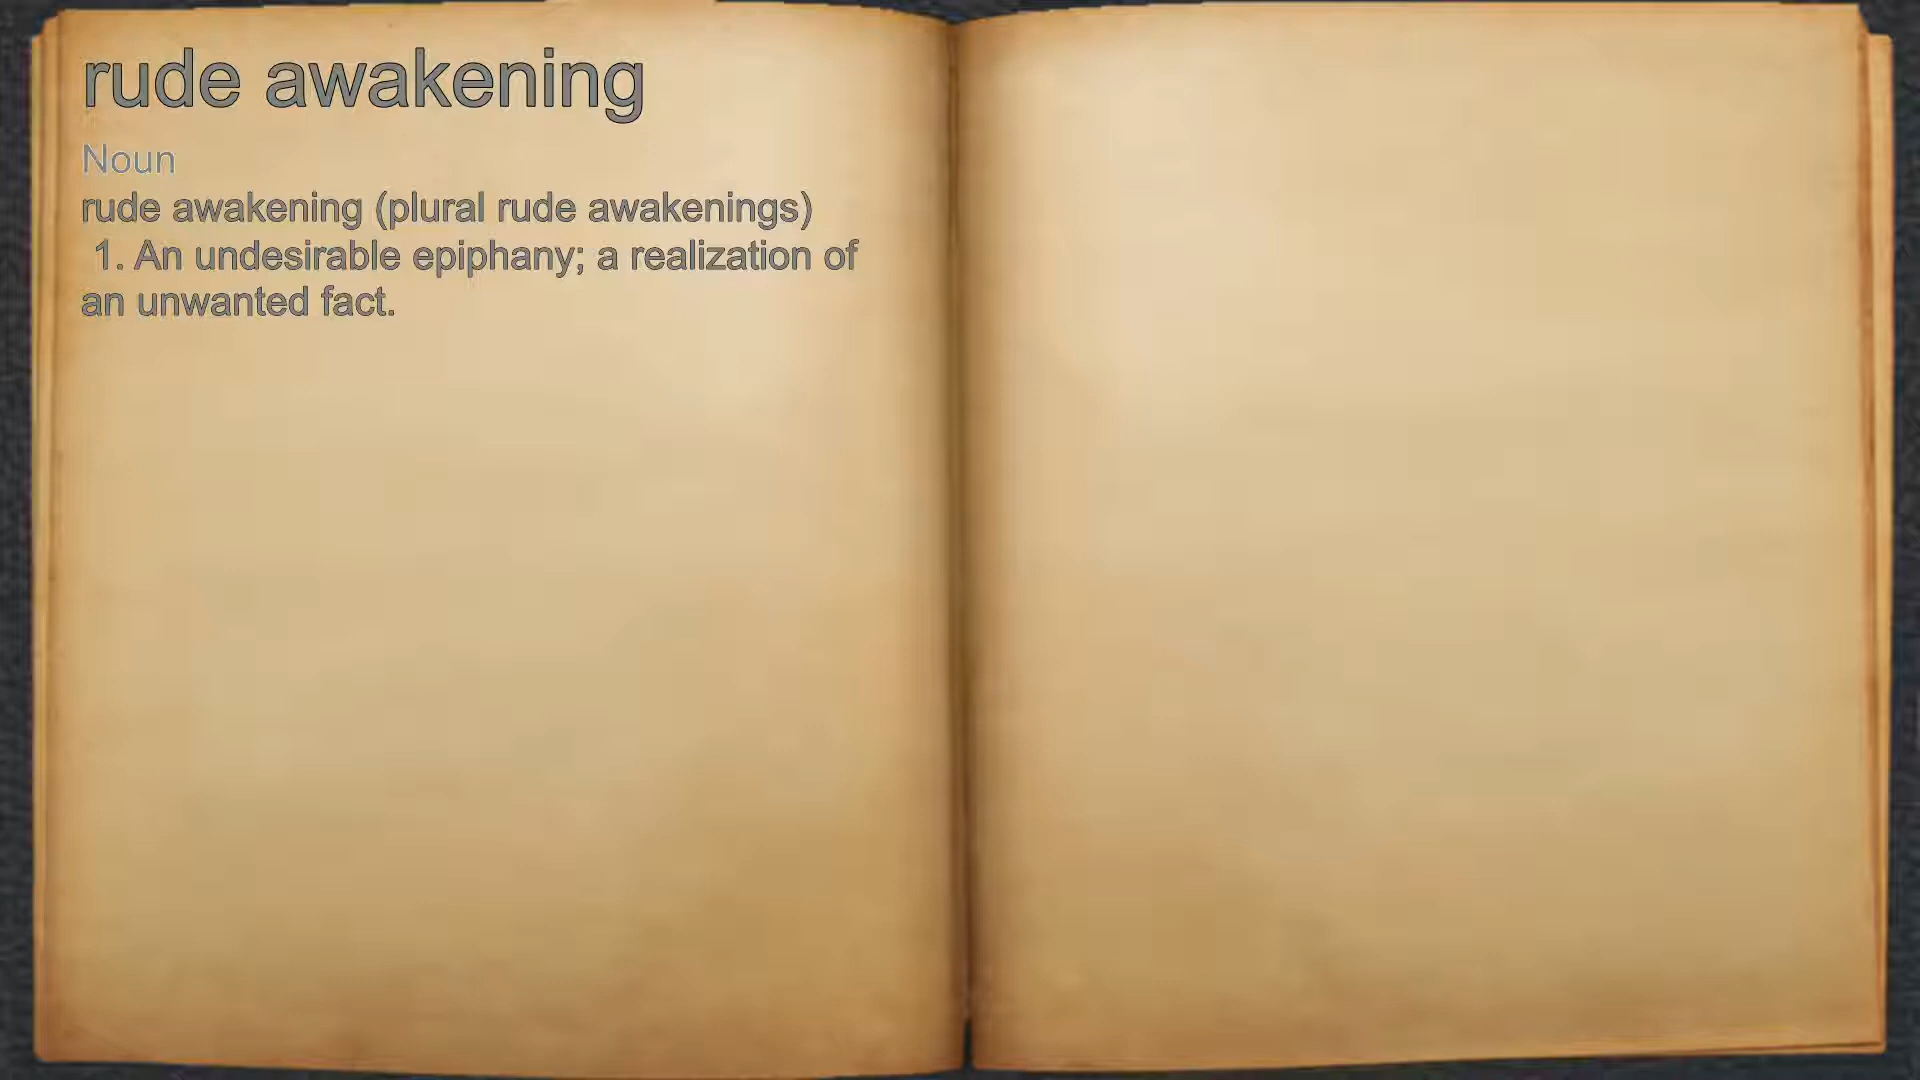 rude awakening
Noun
rude awakening (plural rude awakenings)
1. An undesirable epiphany; a realization of
an unwanted fact.